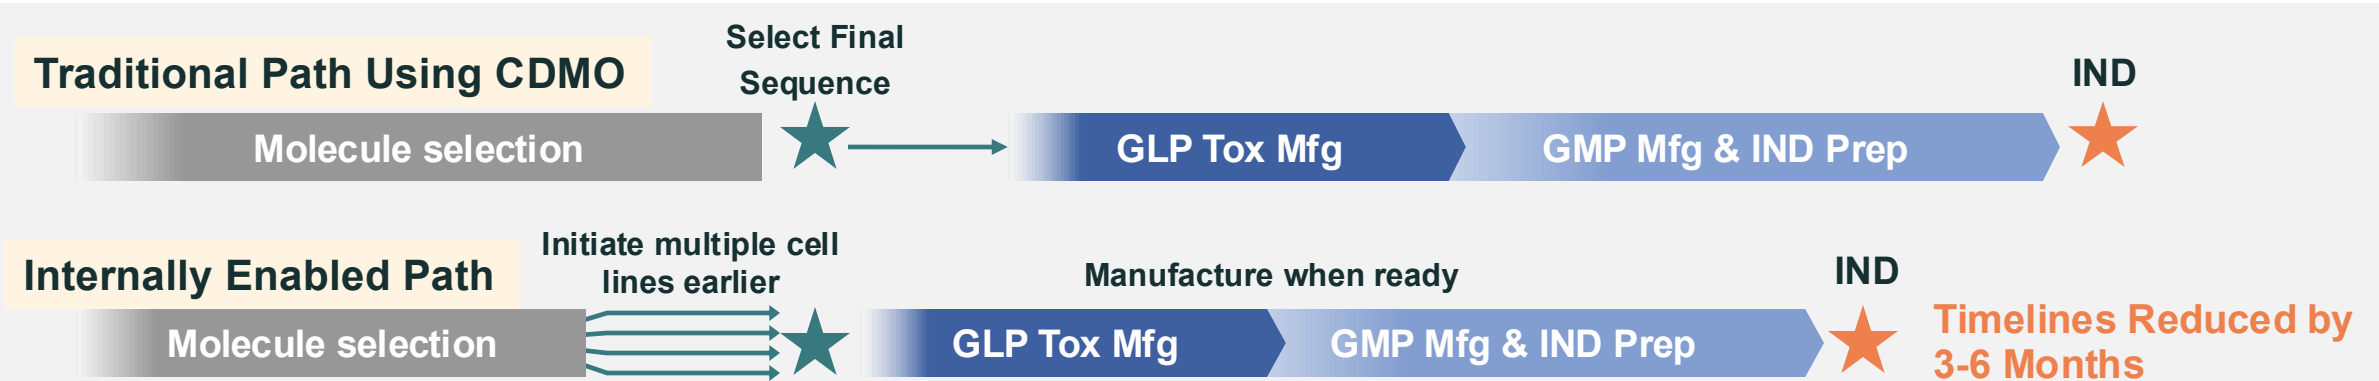 Traditional Path Using CDMO
Select Final
Sequence
IND
Molecule selection
GLP Tox Mfg
GMP Mfg & IND Prep
Internally Enabled Path
Initiate multiple cell
lines earlier
Manufacture when ready
IND
Molecule selection
GLP Tox Mfg
GMP Mfg & IND Prep
Timelines Reduced by
3-6 Months